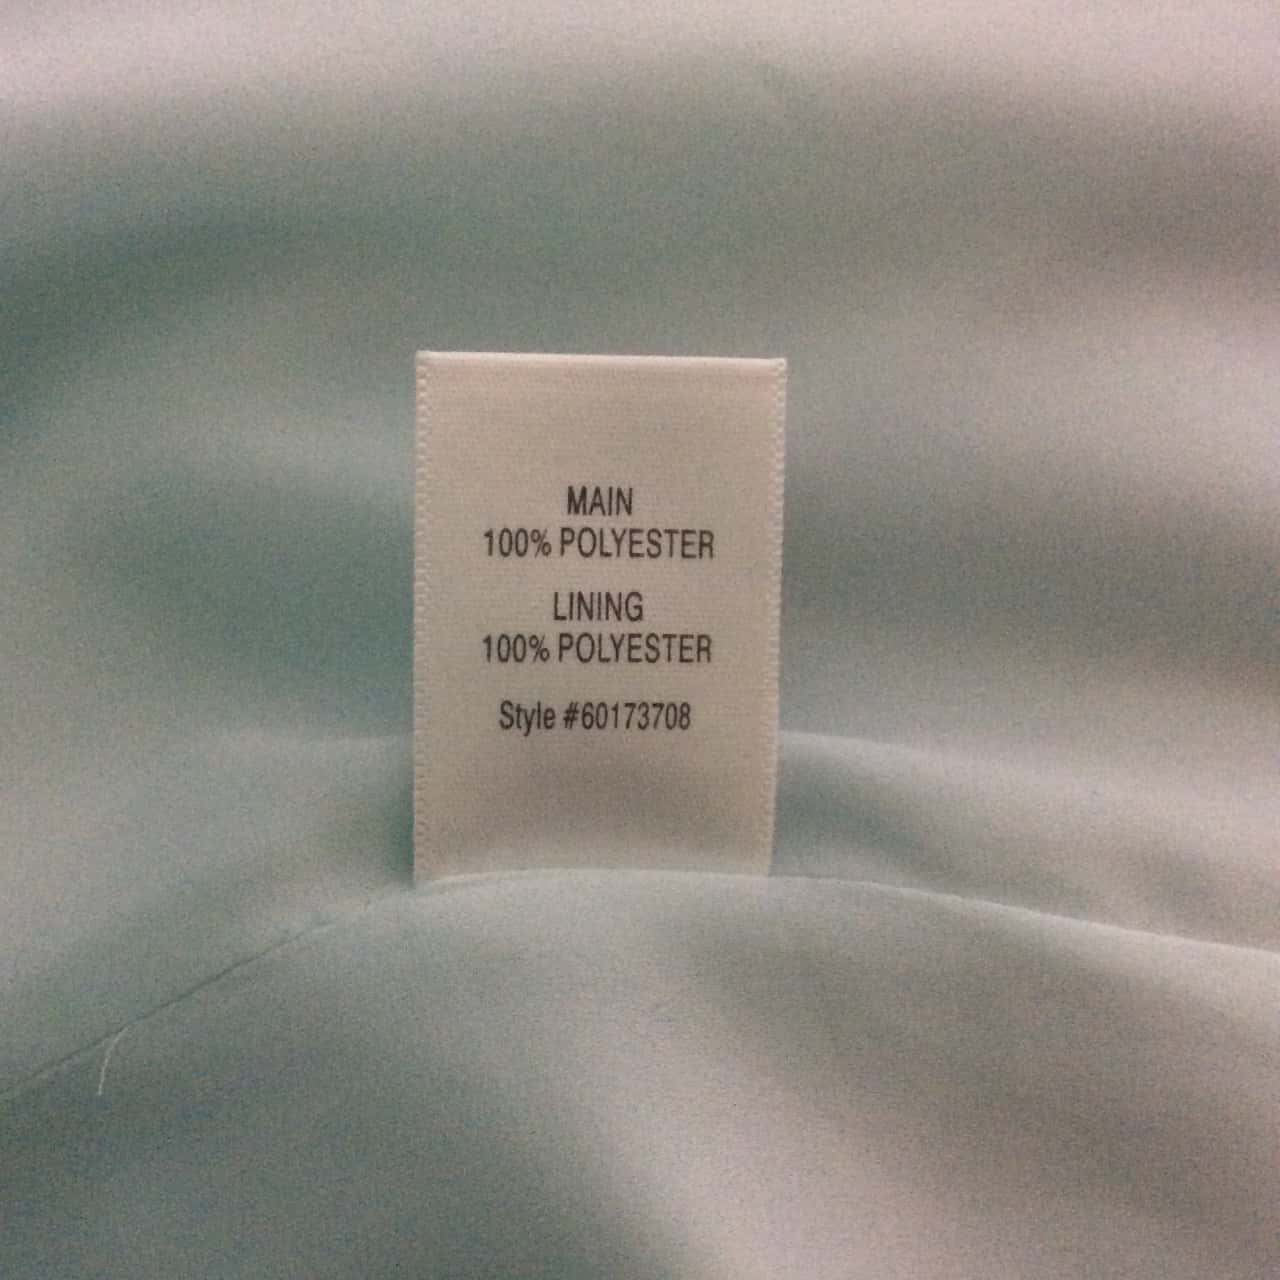 MAIN
100% POLYESTER
LINING
100% POLYESTER
Style #60173708